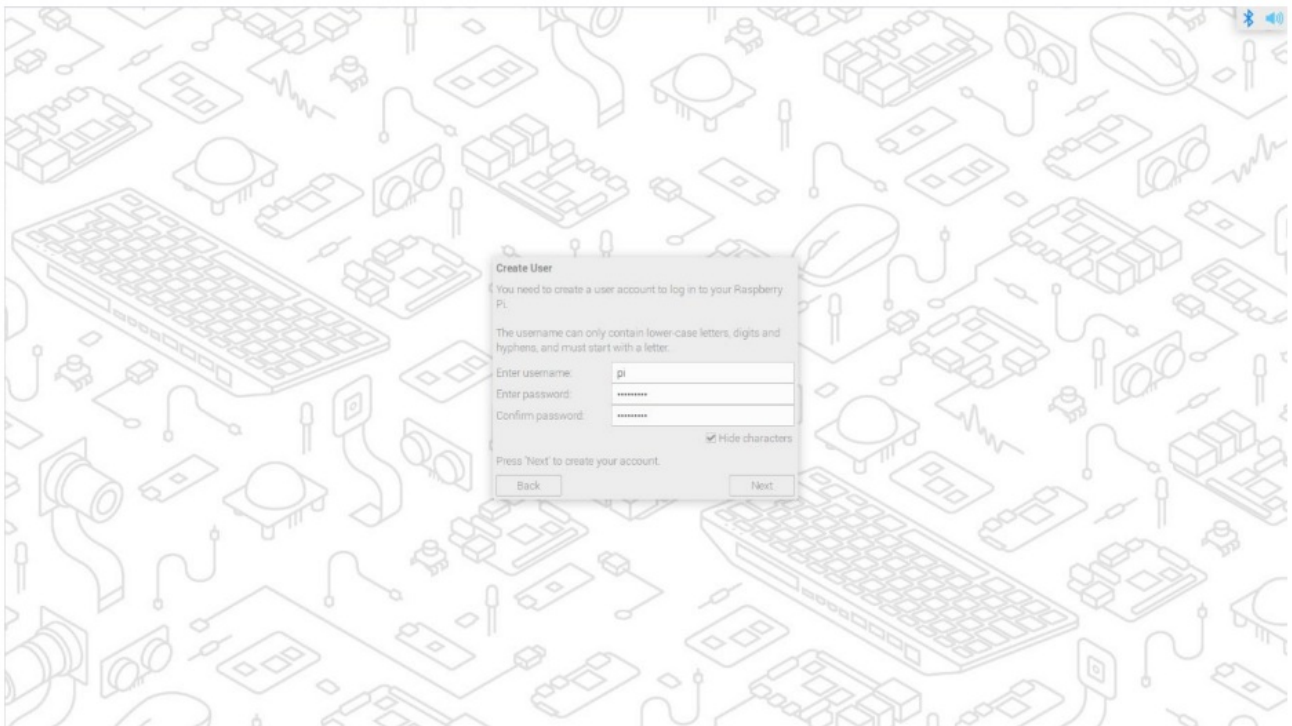 Create User
You need to create a user account to log in to your Raspberry
Pi.
The username can only contain lower-case letters, digits and
hyphens, and must start with a letter.
Enter username: pi
Enter password: •••••••••
Confirm password: •••••••••
Hide characters
Press 'Next' to create your account.
Back Next